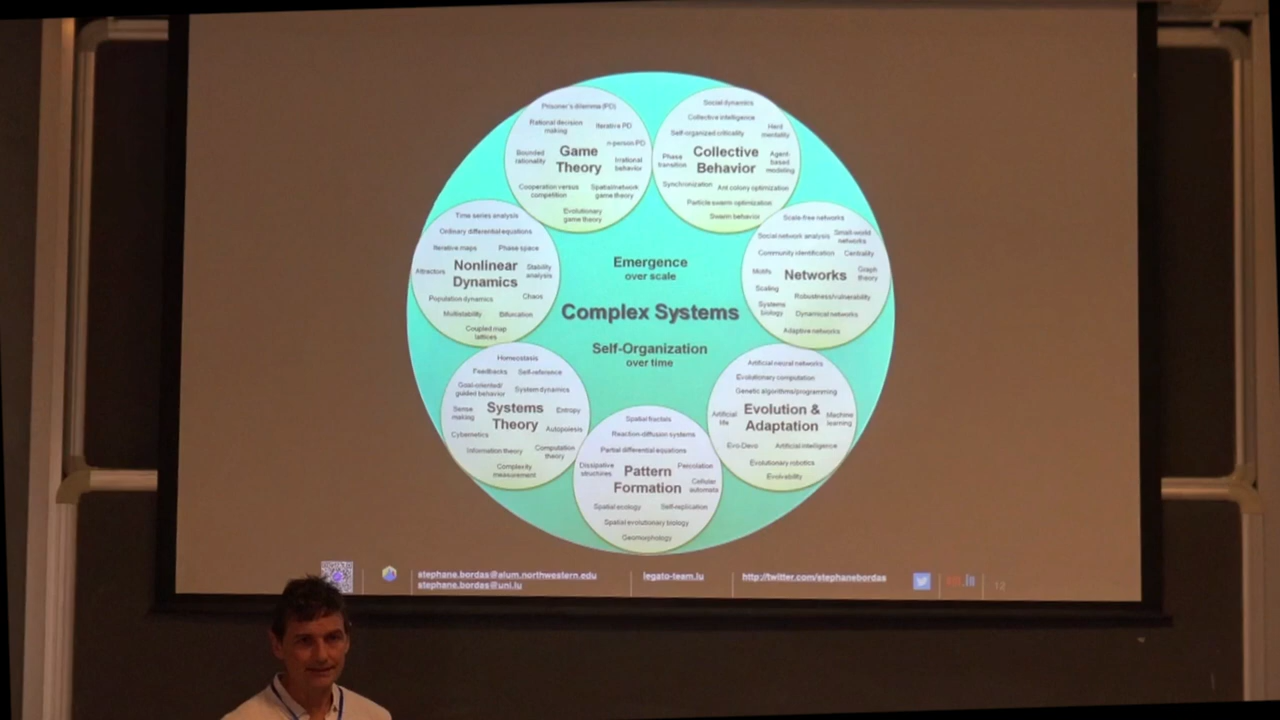 Prisoner's dilemma (PD)
Rational decision
making
Iterative PD
n-person PD
Game
Theory
Bounded
rationality
Irrational
behavior
Cooperation versus
competition
Spatial/network
game theory
Evolutionary
game theory
Social dynamics
Collective intelligence
Self-organized criticality
Herd
mentality
Collective
Behavior
Phase
transition
Agent-
based
modeling
Synchronization
Ant colony optimization
Particle swarm optimization
Swarm behavior
Time series analysis
Ordinary differential equations
Iterative maps
Phase space
Attractors
Nonlinear
Dynamics
Stability
analysis
Population dynamics
Chaos
Multistability
Bifurcation
Coupled map
lattices
Emergence
over scale
Complex Systems
Self-Organization
over time
Scale-free networks
Social network analysis
Small-world
networks
Community identification
Centrality
Motifs
Networks
Graph
theory
Scaling
Robustness/vulnerability
Systems
biology
Dynamical networks
Adaptive networks
Homeostasis
Feedbacks
Self-reference
Goal-oriented/
guided behavior
System dynamics
Sense
making
Systems
Theory
Entropy
Cybernetics
Autopoiesis
Information theory
Computation
theory
Complexity
measurement
Spatial fractals
Reaction-diffusion systems
Partial differential equations
Dissipative
structures
Pattern
Formation
Percolation
Cellular
automata
Spatial ecology
Self-replication
Spatial evolutionary biology
Geomorphology
Artificial neural networks
Evolutionary computation
Genetic algorithms/programming
Artificial
life
Evolution &
Adaptation
Machine
learning
Evo-Devo
Artificial intelligence
Evolutionary robotics
Evolvability
stephane.bordas@alum.northwestern.edu
stephane.bordas@uni.lu
legato-team.lu
http://twitter.com/stephanebordas
12